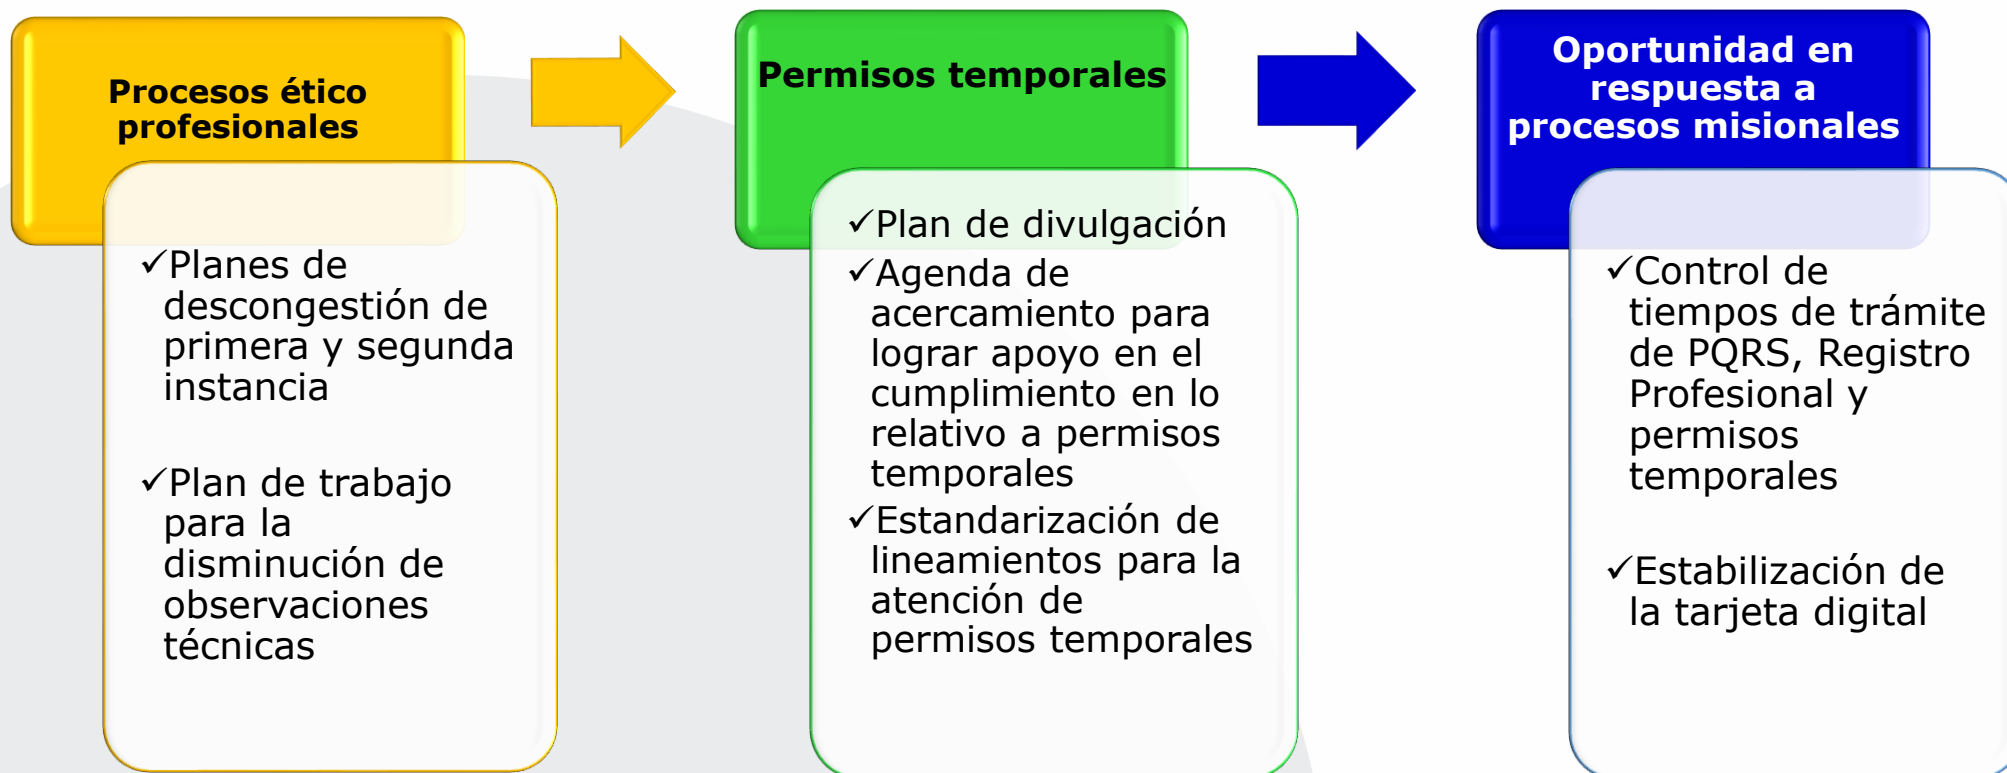 Procesos ético
profesionales
✓Planes de
descongestión de
primera y segunda
instancia
✓Plan de trabajo
para la
disminución de
observaciones
técnicas
Permisos temporales
✓Plan de divulgación
✓Agenda de
acercamiento para
lograr apoyo en el
cumplimiento en lo
relativo a permisos
temporales
✓Estandarización de
lineamientos para la
atención de
permisos temporales
Oportunidad en
respuesta a
procesos misionales
✓Control de
tiempos de trámite
de PQRS, Registro
Profesional y
permisos
temporales
✓Estabilización de
la tarjeta digital